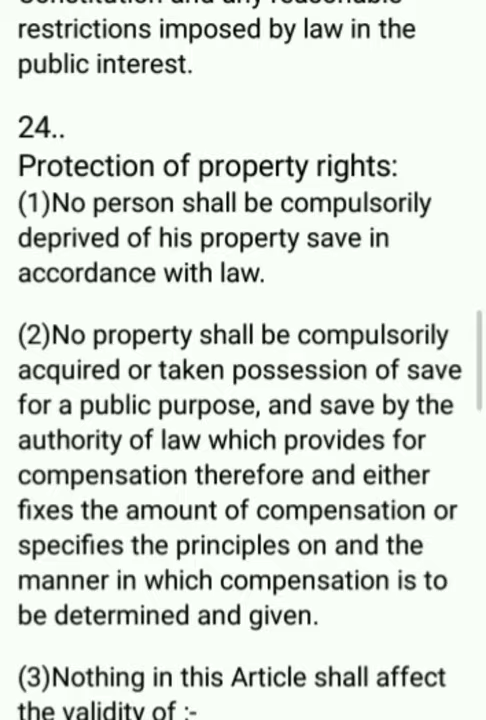 Constitution and any reasonable
restrictions imposed by law in the
public interest.
24..
Protection of property rights:
(1)No person shall be compulsorily
deprived of his property save in
accordance with law.
(2)No property shall be compulsorily
acquired or taken possession of save
for a public purpose, and save by the
authority of law which provides for
compensation therefore and either
fixes the amount of compensation or
specifies the principles on and the
manner in which compensation is to
be determined and given.
(3)Nothing in this Article shall affect
the validity of :-